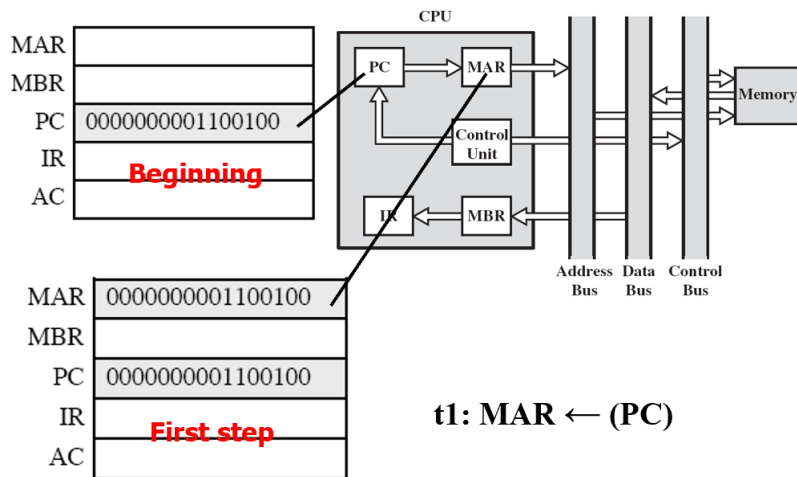 CPU
MAR
MBR
PC 0000000001100100
IR
Beginning
AC
PC
MAR
Control
Unit
IR
MBR
Memory
Address
Bus
Data
Bus
Control
Bus
MAR 0000000001100100
MBR
PC 0000000001100100
IR
First step
AC
t1: MAR ← (PC)